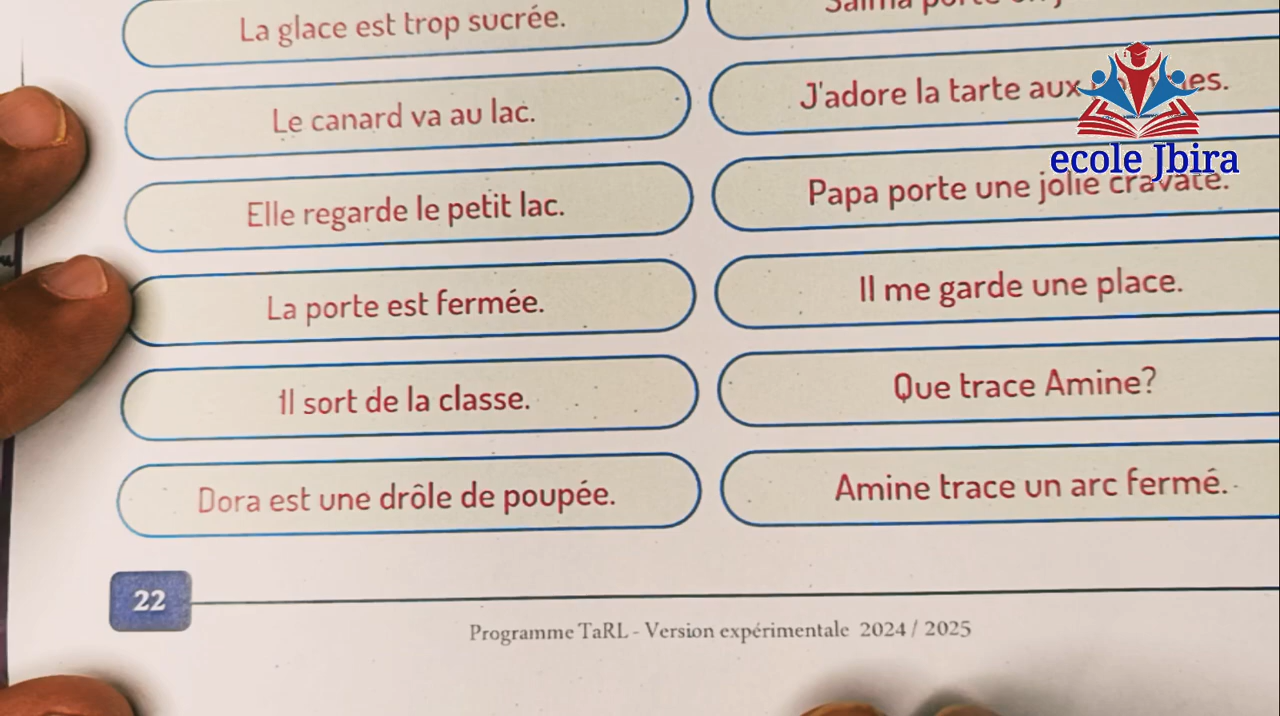 La glace est trop sucrée.
Le canard va au lac.
Elle regarde le petit lac.
La porte est fermée.
Il sort de la classe.
Dora est une drôle de poupée.
J'adore la tarte aux
Papa porte une jolie cravate.
Il me garde une place.
Que trace Amine?
Amine trace un arc fermé.
ecole Jbira
22
Programme TaRL - Version expérimentale 2024 / 2025